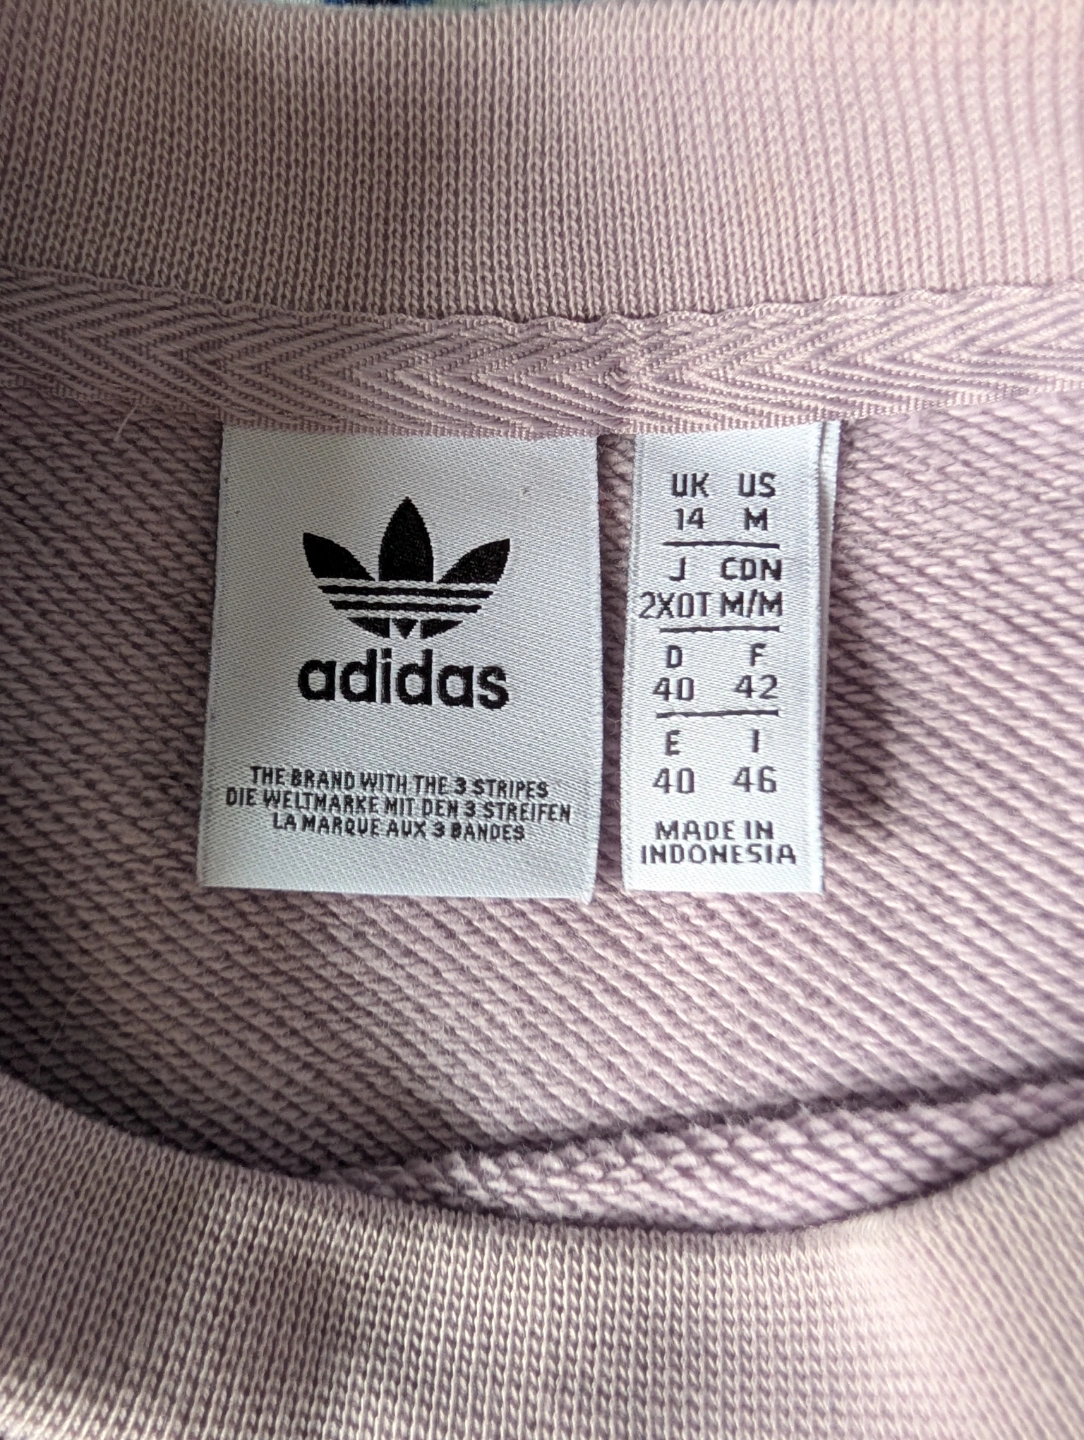 adidas
THE BRAND WITH THE 3 STRIPES
DIE WELTMARKE MIT DEN 3 STREIFEN
LA MARQUE AUX 3 BANDES
UK US
14 M
J CDN
2XOT M/M
D F
40 42
E I
40 46
MADE IN
INDONESIA